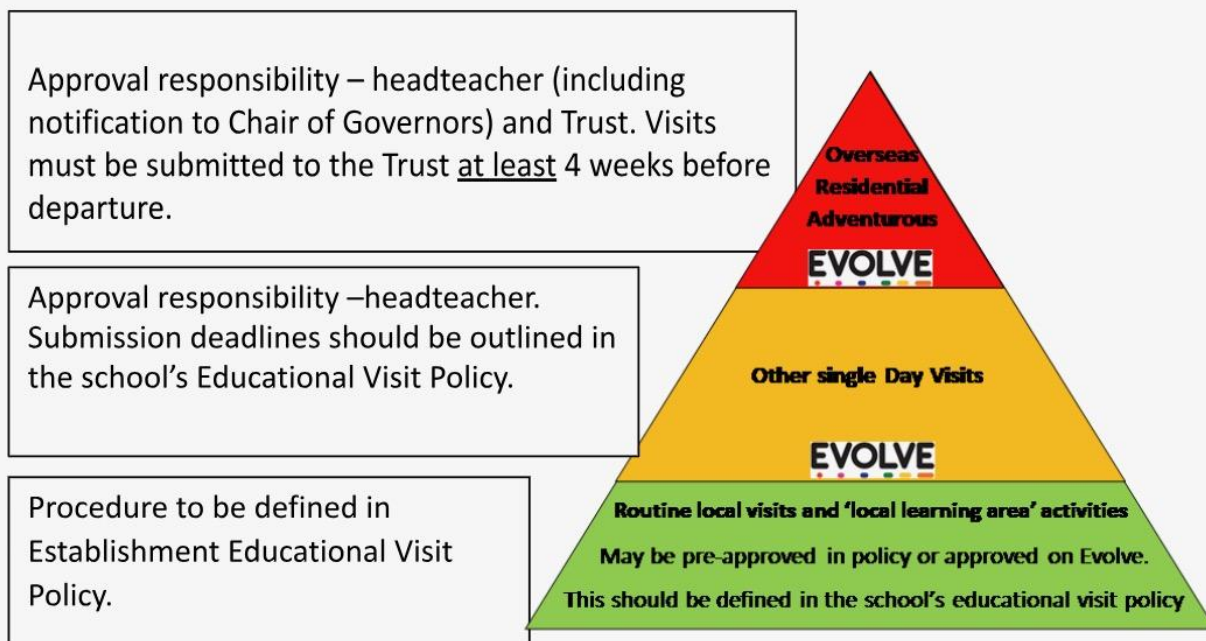 Approval responsibility – headteacher (including
notification to Chair of Governors) and Trust. Visits
must be submitted to the Trust at least 4 weeks before
departure.
Overseas
Residential
Adventurous
EVOLVE
Approval responsibility –headteacher.
Submission deadlines should be outlined in
the school’s Educational Visit Policy.
Other single Day Visits
EVOLVE
Procedure to be defined in
Establishment Educational Visit
Policy.
Routine local visits and ‘local learning area’ activities
May be pre-approved in policy or approved on Evolve.
This should be defined in the school’s educational visit policy